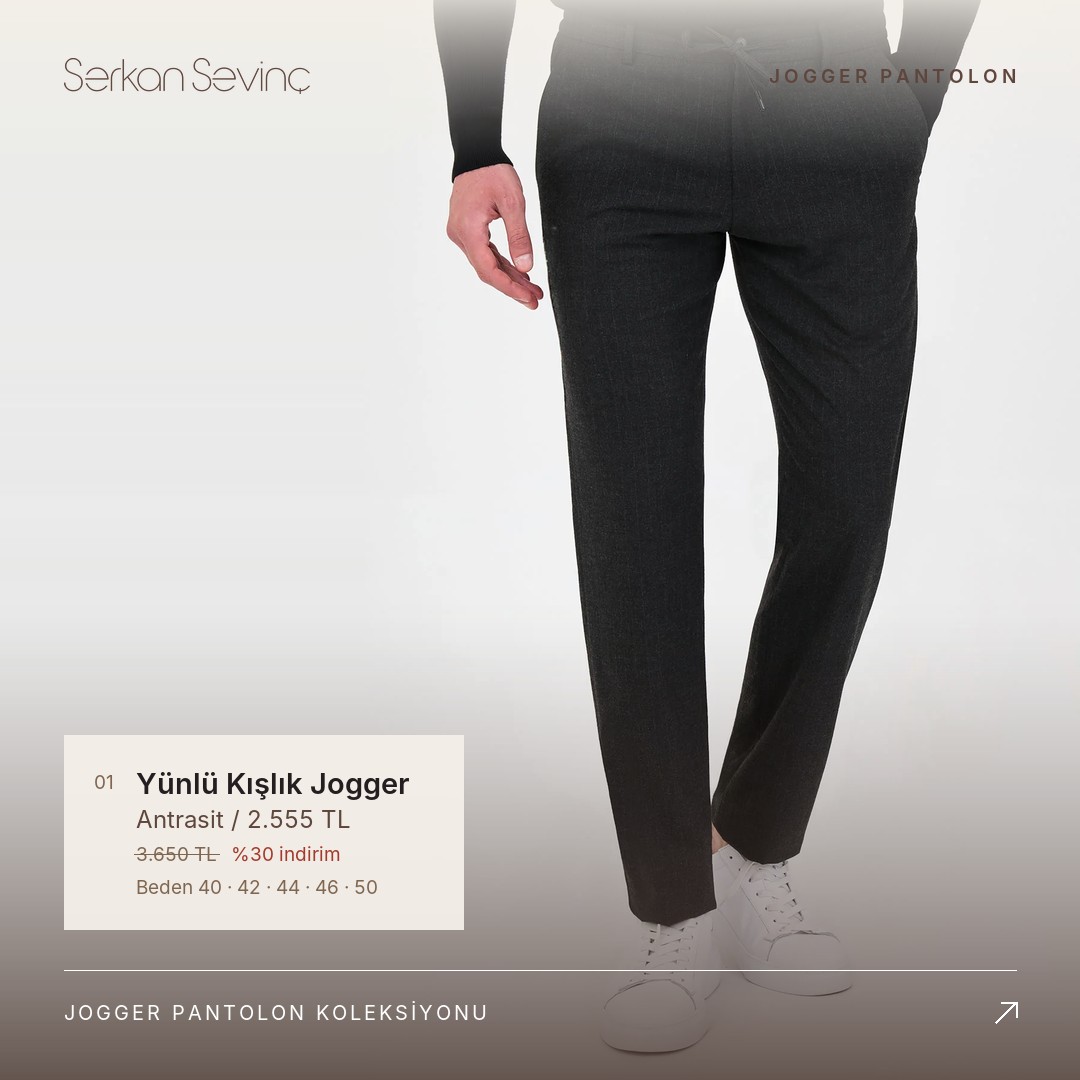 Serkan Sevinç
JOGGER PANTOLON
01 Yünlü Kışlık Jogger
Antrasit / 2.555 TL
3.650 TL %30 indirim
Beden 40 · 42 · 44 · 46 · 50
JOGGER PANTOLON KOLEKSİYONU